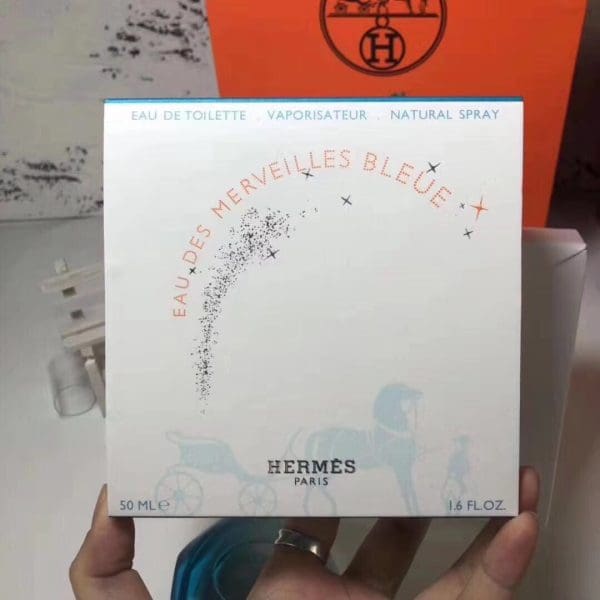 EAU DE TOILETTE . VAPORISATEUR . NATURAL SPRAY
EAU DES MERVEILLES BLEUE
HERMÈS
PARIS
50 ML ℮
1.6 FL.OZ.